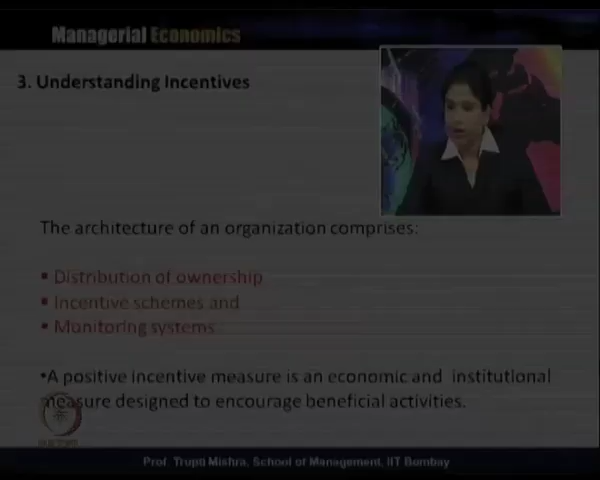 Managerial Economics
3. Understanding Incentives
The architecture of an organization comprises:
▪ Distribution of ownership
▪ Incentive schemes and
▪ Monitoring systems
•A positive incentive measure is an economic and institutional
measure designed to encourage beneficial activities.
Prof. Trupti Mishra, School of Management, IIT Bombay